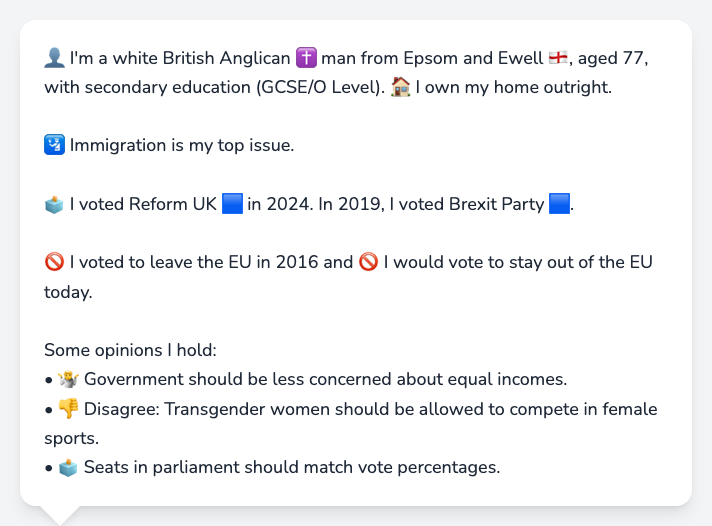 👤 I'm a white British Anglican ✝️ man from Epsom and Ewell 🏴󠁧󠁢󠁥󠁮󠁧󠁿, aged 77,
with secondary education (GCSE/O Level). 🏠 I own my home outright.
🛂 Immigration is my top issue.
🗳️ I voted Reform UK 🟦 in 2024. In 2019, I voted Brexit Party 🟦.
🚫 I voted to leave the EU in 2016 and 🚫 I would vote to stay out of the EU
today.
Some opinions I hold:
• 🤷 Government should be less concerned about equal incomes.
• 👎 Disagree: Transgender women should be allowed to compete in female
sports.
• 🗳️ Seats in parliament should match vote percentages.